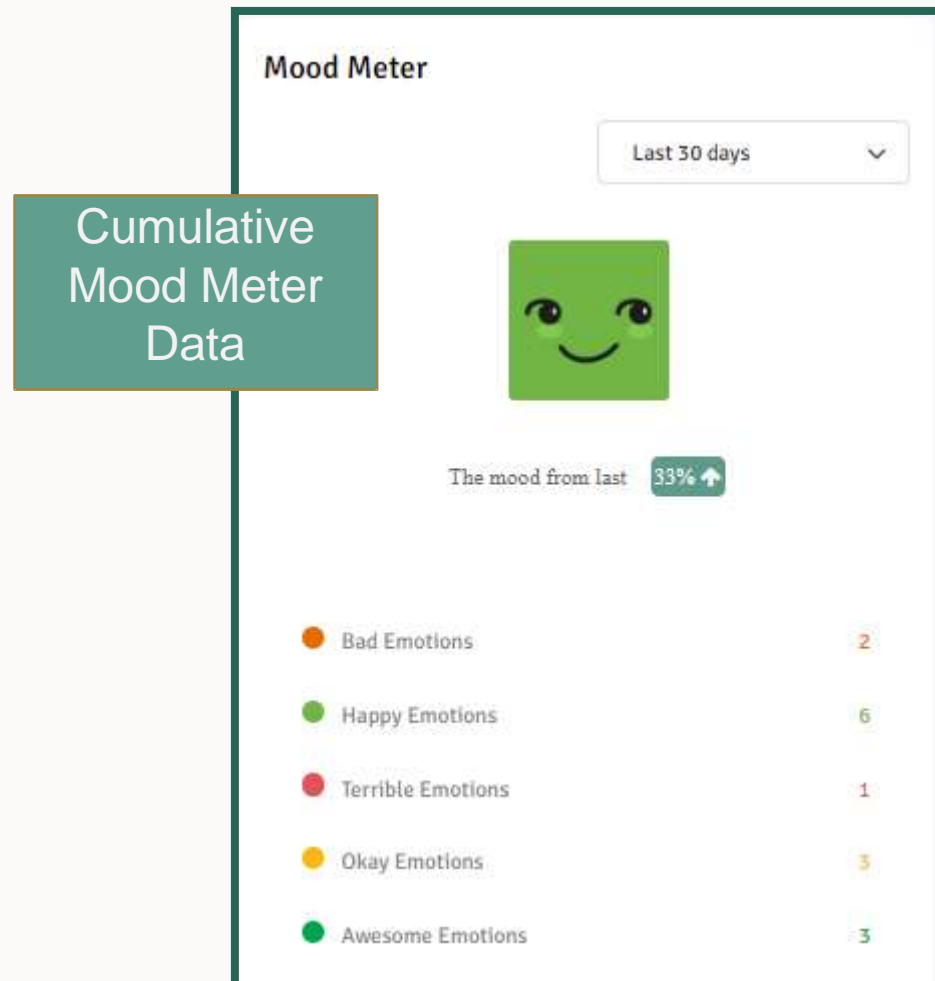 Mood Meter
Last 30 days
Cumulative
Mood Meter
Data
The mood from last 33%
Bad Emotions 2
Happy Emotions 6
Terrible Emotions 1
Okay Emotions 3
Awesome Emotions 3